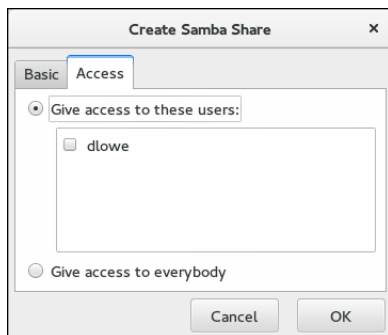 Create Samba Share ×
Basic Access
Give access to these users:
dlowe
Give access to everybody
Cancel OK